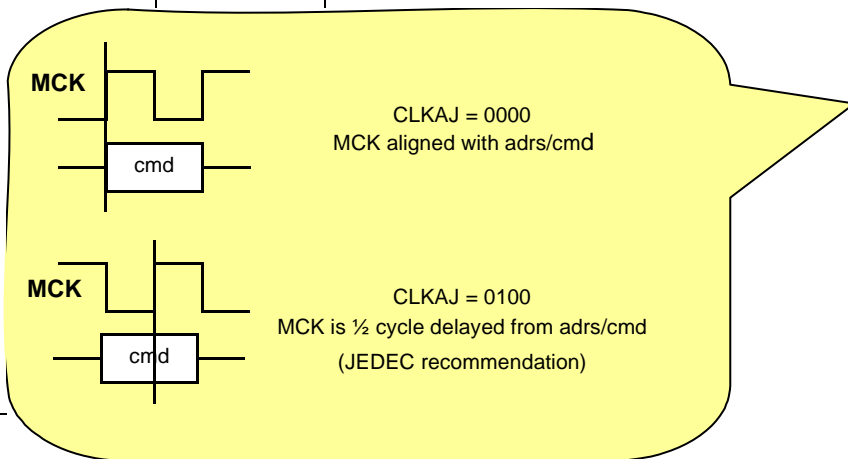 MCK
cmd
CLKAJ = 0000
MCK aligned with adrs/cmd
MCK
cmd
CLKAJ = 0100
MCK is ½ cycle delayed from adrs/cmd
(JEDEC recommendation)